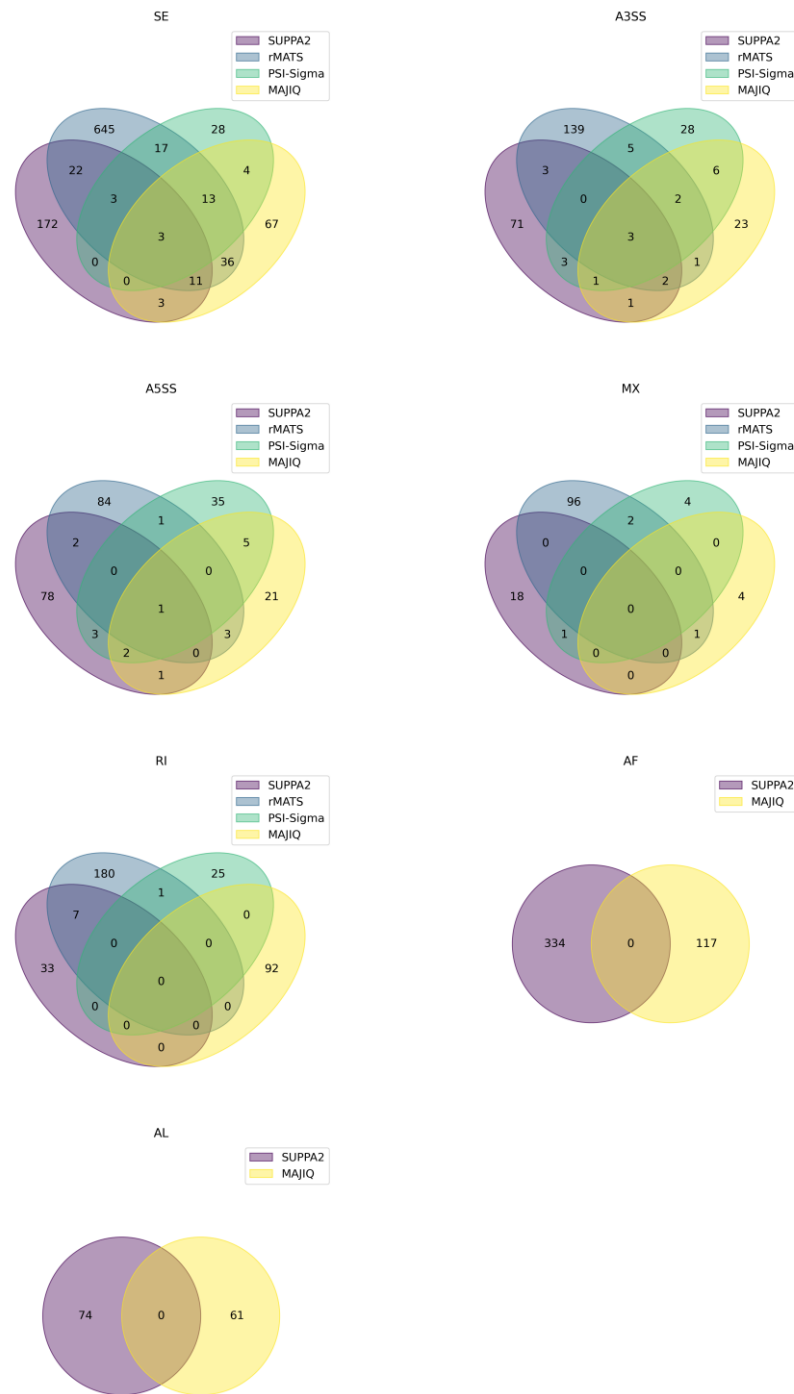 SE
SUPPA2
rMATS
PSI-Sigma
MAJIQ
645
28
17
22
4
3
13
172
67
3
0
36
0
11
3
A3SS
SUPPA2
rMATS
PSI-Sigma
MAJIQ
139
28
5
3
6
0
2
71
23
3
3
1
1
2
1
A5SS
SUPPA2
rMATS
PSI-Sigma
MAJIQ
84
35
1
2
5
0
0
78
21
1
3
3
2
0
1
MX
SUPPA2
rMATS
PSI-Sigma
MAJIQ
96
4
2
0
0
0
0
18
4
0
1
1
0
0
0
RI
SUPPA2
rMATS
PSI-Sigma
MAJIQ
180
25
1
7
0
0
0
33
92
0
0
0
0
0
0
AF
SUPPA2
MAJIQ
334
0
117
AL
SUPPA2
MAJIQ
74
0
61